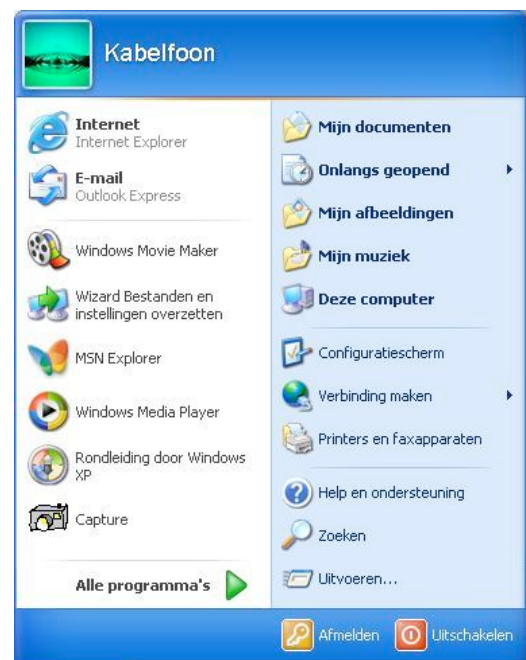 Kabelfoon
Internet
Internet Explorer
E-mail
Outlook Express
Windows Movie Maker
Wizard Bestanden en
instellingen overzetten
MSN Explorer
Windows Media Player
Rondleiding door Windows
XP
Capture
Alle programma's
Mijn documenten
Onlangs geopend
Mijn afbeeldingen
Mijn muziek
Deze computer
Configuratiescherm
Verbinding maken
Printers en faxapparaten
Help en ondersteuning
Zoeken
Uitvoeren...
Afmelden
Uitschakelen